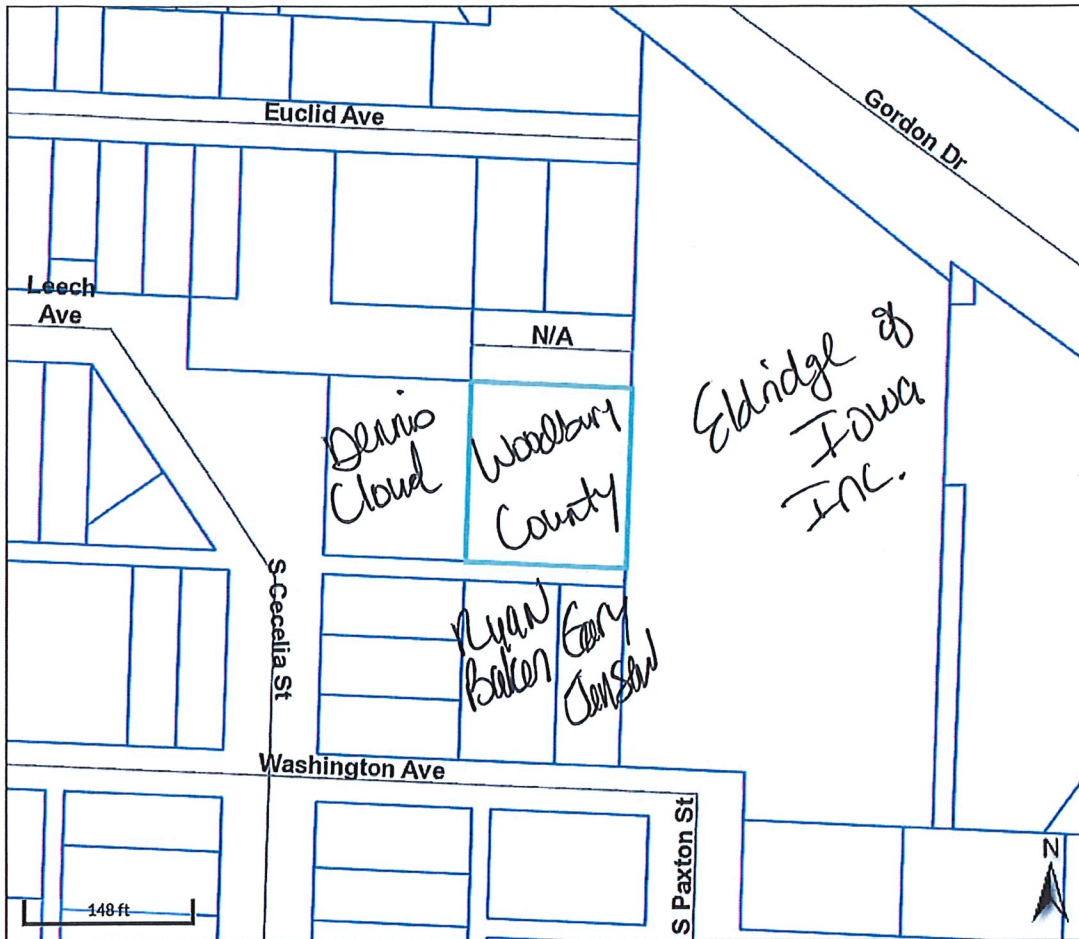 Euclid Ave
Gordon Dr
Leech
Ave
N/A
Eldridge of
Iowa
Inc.
Dennis
Cloud
Woodbury
County
S Cecelia St
Ryan
Baker
Gary
Jensen
Washington Ave
S Paxton St
N
148 ft